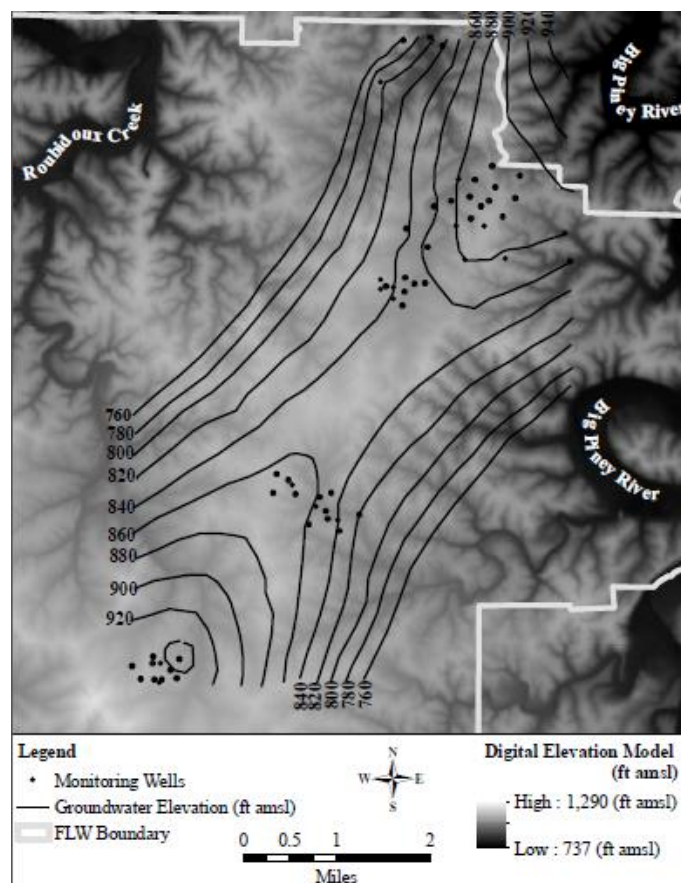 860
880
900
920
940
Big Piney River
Roubidoux Creek
760
780
800
820
840
860
880
900
920
Big Piney River
840
820
800
780
760
Legend
Monitoring Wells
Groundwater Elevation (ft amsl)
FLW Boundary
N
W E
S
0 0.5 1 2
Miles
Digital Elevation Model
(ft amsl)
High : 1,290 (ft amsl)
Low : 737 (ft amsl)